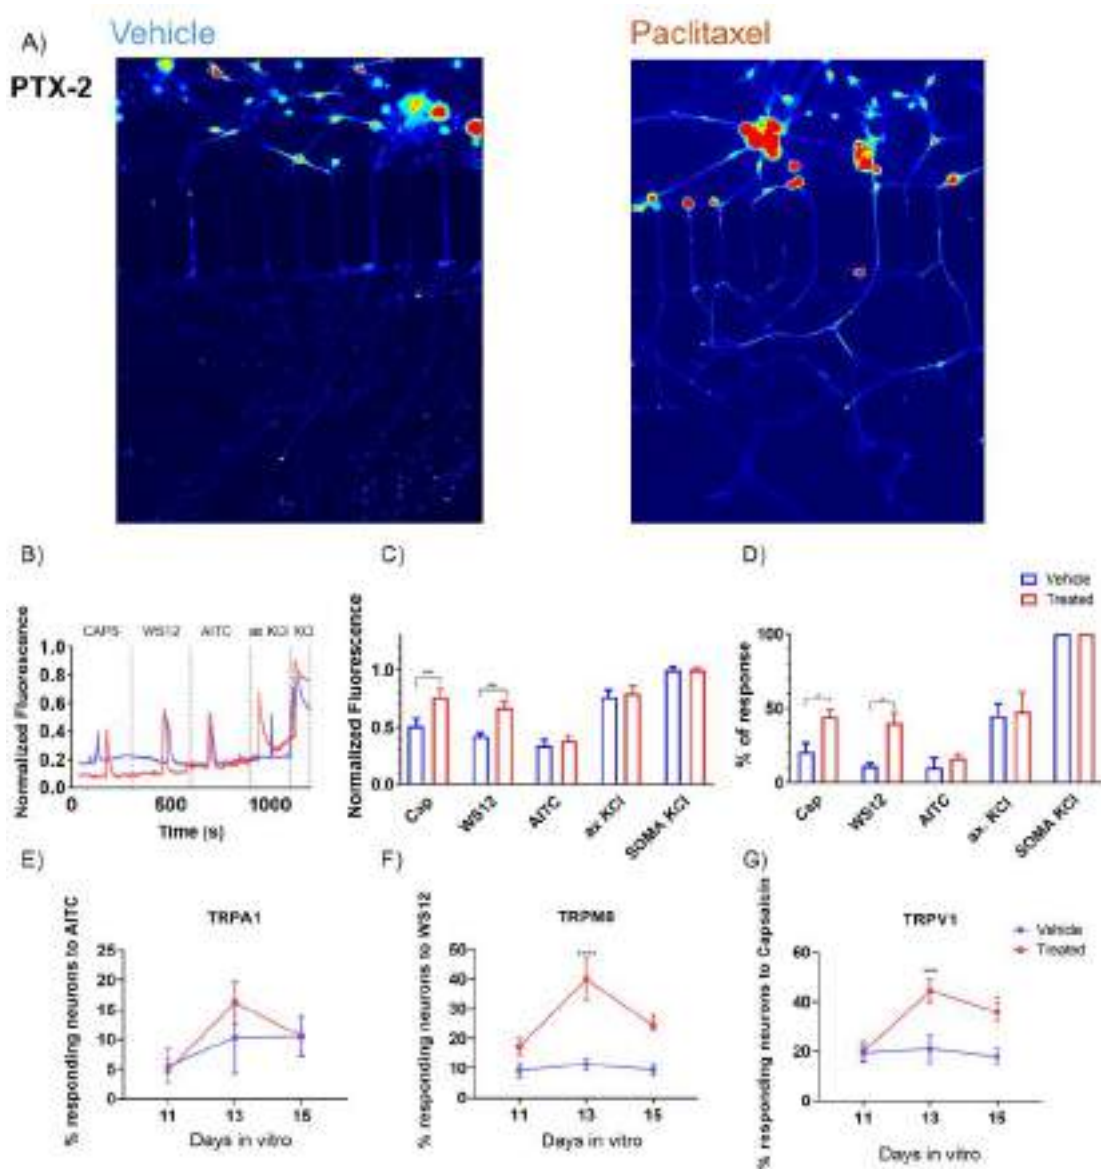 A) Vehicle Paclitaxel
PTX-2
B) C) D)
Vehicle
Treated
Normalized Fluorescence
1.0
0.8
0.6
0.4
0.2
0.0
CAPS WS12 AITC ax KCl KCl
0 500 1000
Time (s)
Normalized Fluorescence
1.0
0.5
0.0
Cap WS12 AITC ax KCl SOMA KCl
% of response
100
50
0
Cap WS12 AITC ax. KCl SOMA KCl
E) F) G)
TRPA1
% responding neurons to AITC
25
20
15
10
5
0
11 13 15
Days in vitro
TRPM8
% responding neurons to WS12
50
40
30
20
10
0
****
11 13 15
Days in vitro
TRPV1
% responding neurons to Capsaisin
60
40
20
0
11 13 15
Days in vitro
Vehicle
Treated